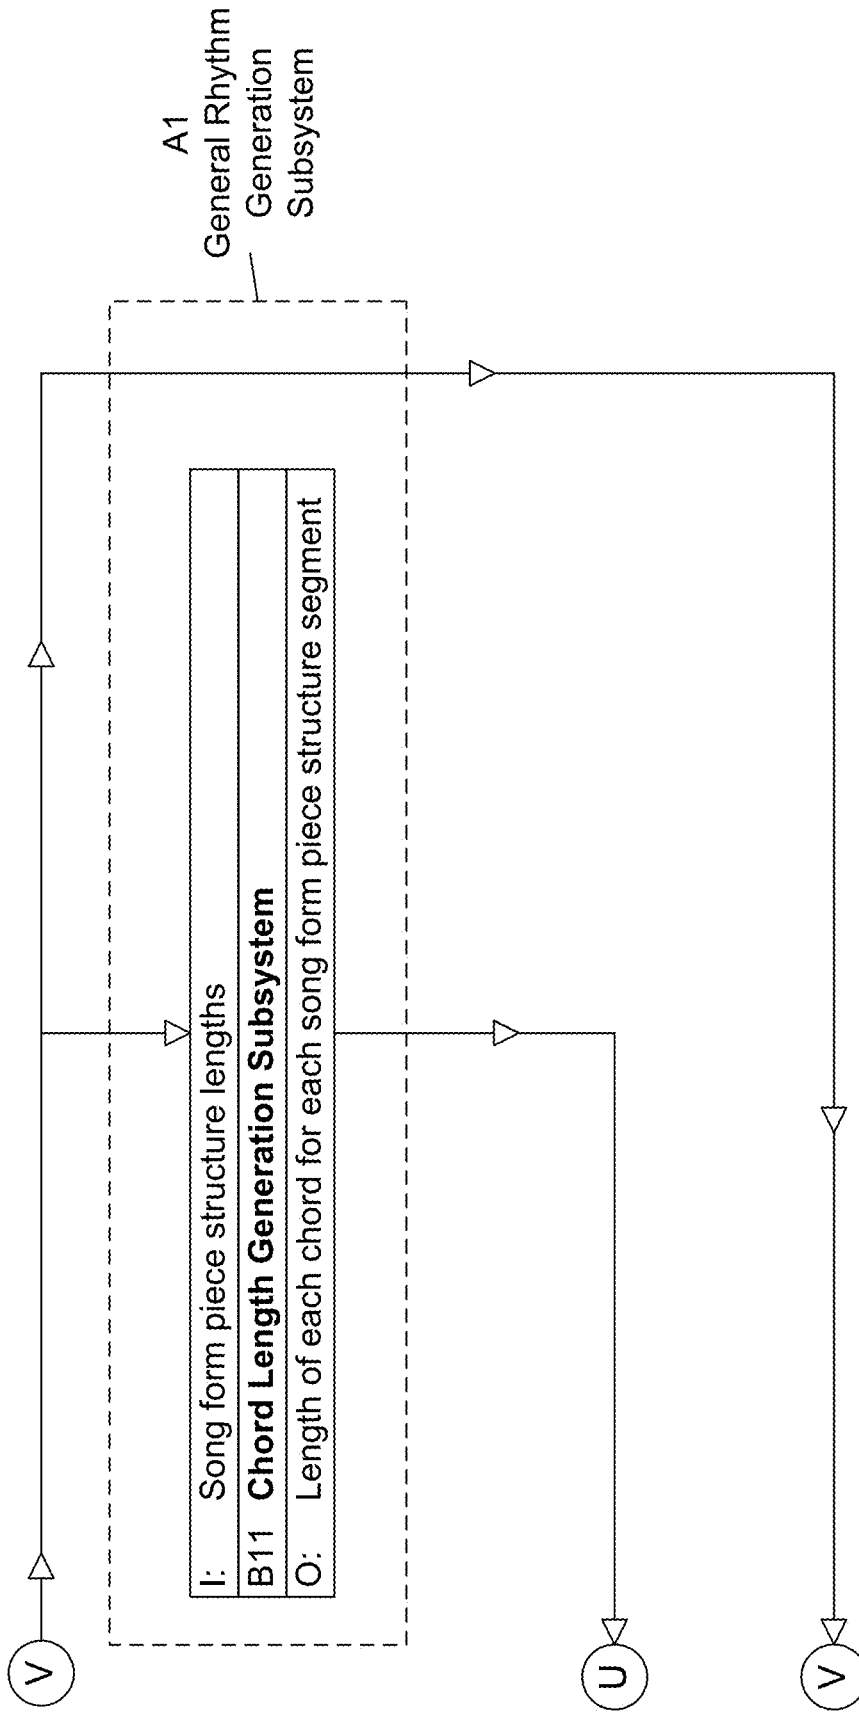 V
A1
General Rhythm
Generation
Subsystem
I: Song form piece structure lengths
B11 Chord Length Generation Subsystem
O: Length of each chord for each song form piece structure segment
U
V